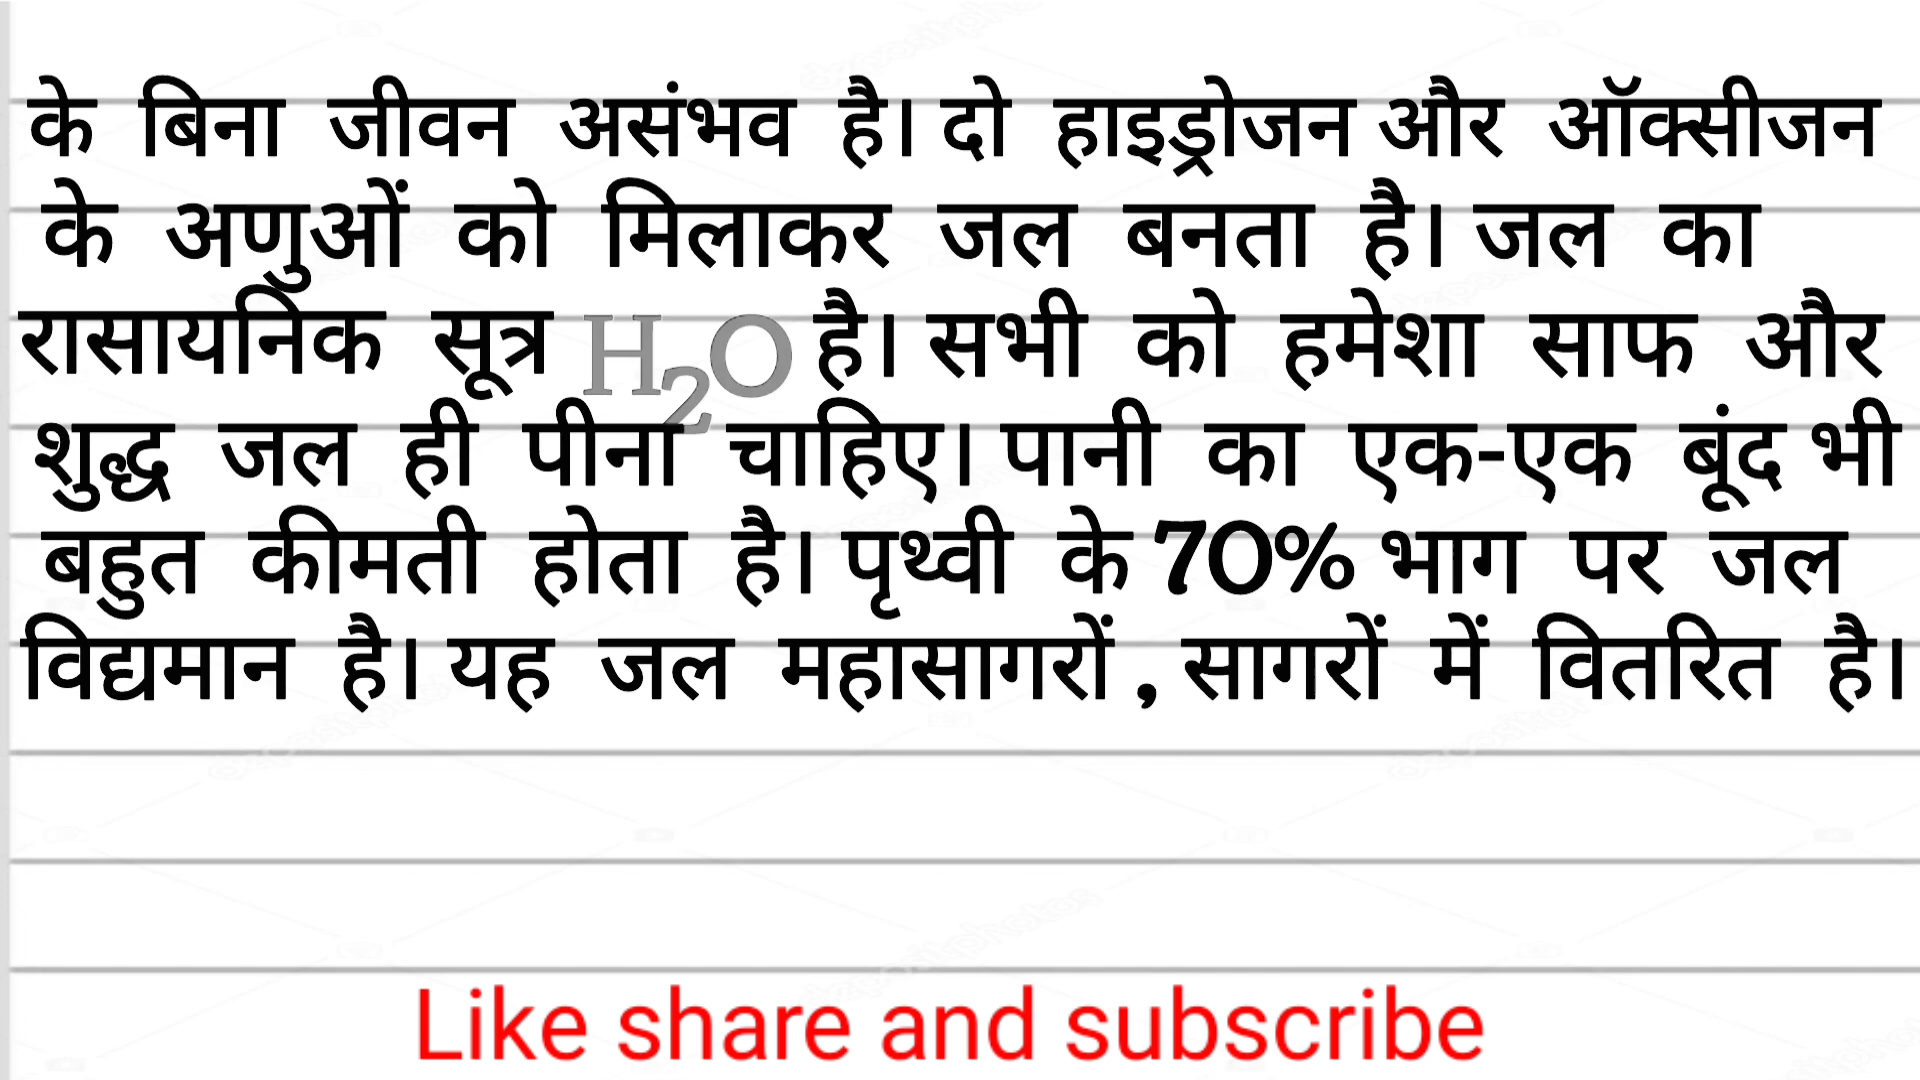 के बिना जीवन असंभव है। दो हाइड्रोजन और ऑक्सीजन
के अणुओं को मिलाकर जल बनता है। जल का
रासायनिक सूत्र H₂O है। सभी को हमेशा साफ और
शुद्ध जल ही पीना चाहिए। पानी का एक-एक बूंद भी
बहुत कीमती होता है। पृथ्वी के 70% भाग पर जल
विद्यमान है। यह जल महासागरों , सागरों में वितरित है।
Like share and subscribe